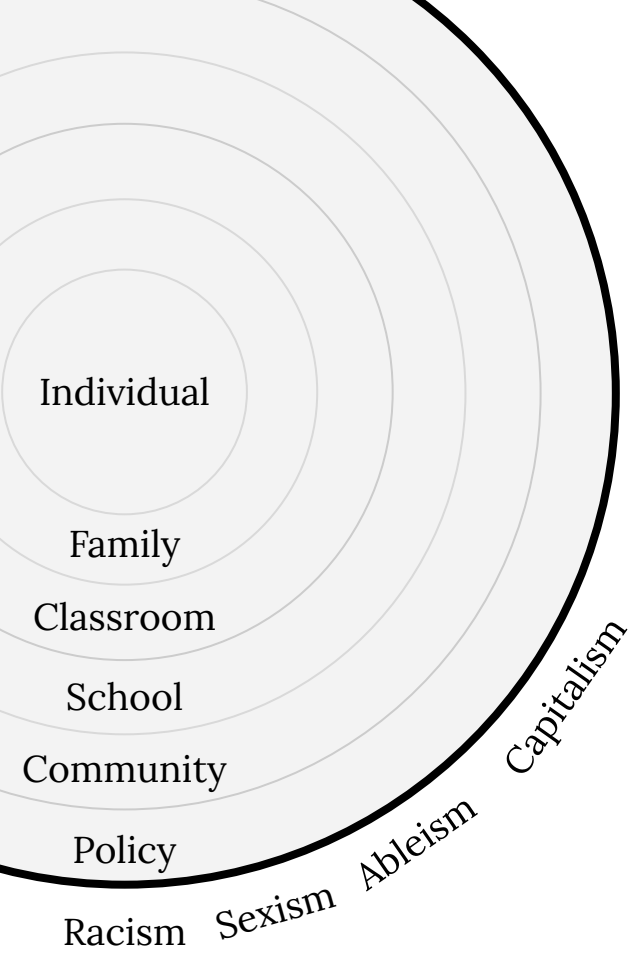 Individual
Family
Classroom
School
Community
Policy
Racism
Sexism
Ableism
Capitalism